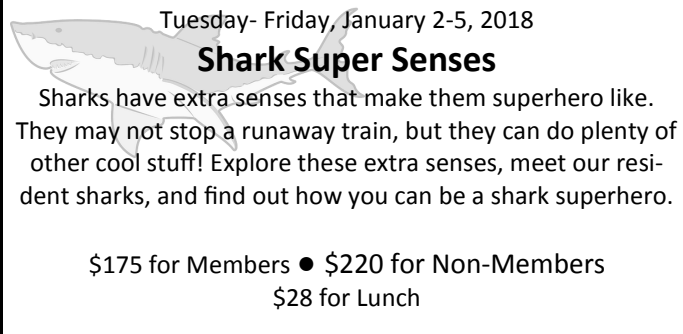 Tuesday- Friday, January 2-5, 2018
Shark Super Senses
Sharks have extra senses that make them superhero like.
They may not stop a runaway train, but they can do plenty of
other cool stuff! Explore these extra senses, meet our resi-
dent sharks, and find out how you can be a shark superhero.
$175 for Members ● $220 for Non-Members
$28 for Lunch